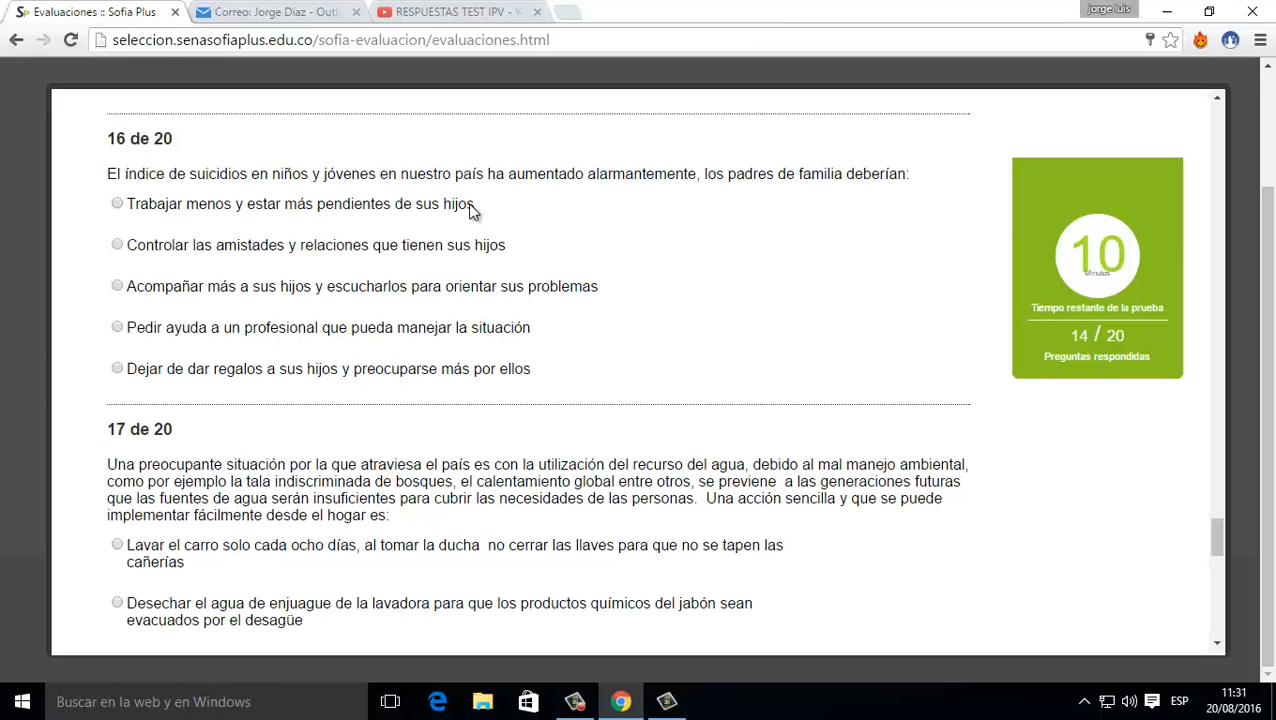 Evaluaciones :: Sofia Plus
Correo: Jorge Diaz - Outl
RESPUESTAS TEST IPV - Y
jorge luis
seleccion.senasofiaplus.edu.co/sofia-evaluacion/evaluaciones.html
16 de 20
El índice de suicidios en niños y jóvenes en nuestro país ha aumentado alarmantemente, los padres de familia deberían:
Trabajar menos y estar más pendientes de sus hijos
Controlar las amistades y relaciones que tienen sus hijos
Acompañar más a sus hijos y escucharlos para orientar sus problemas
Pedir ayuda a un profesional que pueda manejar la situación
Dejar de dar regalos a sus hijos y preocuparse más por ellos
10
Minutos
Tiempo restante de la prueba
14 / 20
Preguntas respondidas
17 de 20
Una preocupante situación por la que atraviesa el país es con la utilización del recurso del agua, debido al mal manejo ambiental,
como por ejemplo la tala indiscriminada de bosques, el calentamiento global entre otros, se previene a las generaciones futuras
que las fuentes de agua serán insuficientes para cubrir las necesidades de las personas. Una acción sencilla y que se puede
implementar fácilmente desde el hogar es:
Lavar el carro solo cada ocho días, al tomar la ducha no cerrar las llaves para que no se tapen las
cañerías
Desechar el agua de enjuague de la lavadora para que los productos químicos del jabón sean
evacuados por el desagüe
Buscar en la web y en Windows
ESP
11:31
20/08/2016